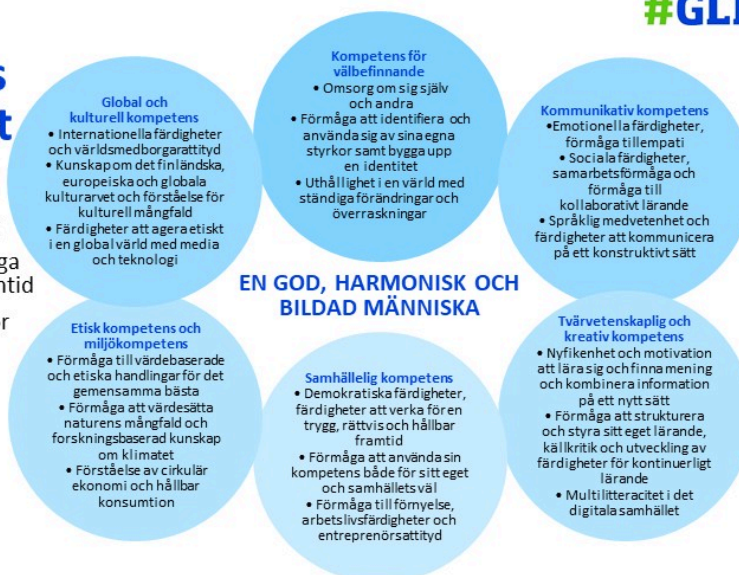 #GL
s
t
ga
ntid
r
Kompetens för
välbefinnande
• Omsorg om sig själv
och andra
• Förmåga att identifiera och
använda sig av sina egna
styrkor samt bygga upp
en identitet
• Uthållighet i en värld med
ständiga förändringar och
överraskningar
Global och
kulturell kompetens
• Internationella färdigheter
och världsmedborgarattityd
• Kunskap om det finländska,
europeiska och globala
kulturarvet och förståelse för
kulturell mångfald
• Färdigheter att agera etiskt
i en global värld med media
och teknologi
Kommunikativ kompetens
•Emotionella färdigheter,
förmåga till empati
• Sociala färdigheter,
samarbetsförmåga och
förmåga till
kollaborativt lärande
• Språklig medvetenhet och
färdigheter att kommunicera
på ett konstruktivt sätt
EN GOD, HARMONISK OCH
BILDAD MÄNNISKA
Etisk kompetens och
miljökompetens
• Förmåga till värdebaserade
och etiska handlingar för det
gemensamma bästa
• Förmåga att värdesätta
naturens mångfald och
forskningsbaserad kunskap
om klimatet
• Förståelse av cirkulär
ekonomi och hållbar
konsumtion
Samhällelig kompetens
• Demokratiska färdigheter,
färdigheter att verka för en
trygg, rättvis och hållbar
framtid
• Förmåga att använda sin
kompetens både för sitt eget
och samhällets väl
• Förmåga till förnyelse,
arbetslivsfärdigheter och
entreprenörsattityd
Tvärvetenskaplig och
kreativ kompetens
• Nyfikenhet och motivation
att lära sig och finna mening
och kombinera information
på ett nytt sätt
• Förmåga att strukturera
och styra sitt eget lärande,
källkritik och utveckling av
färdigheter för kontinuerligt
lärande
• Multilitteracitet i det
digitala samhället